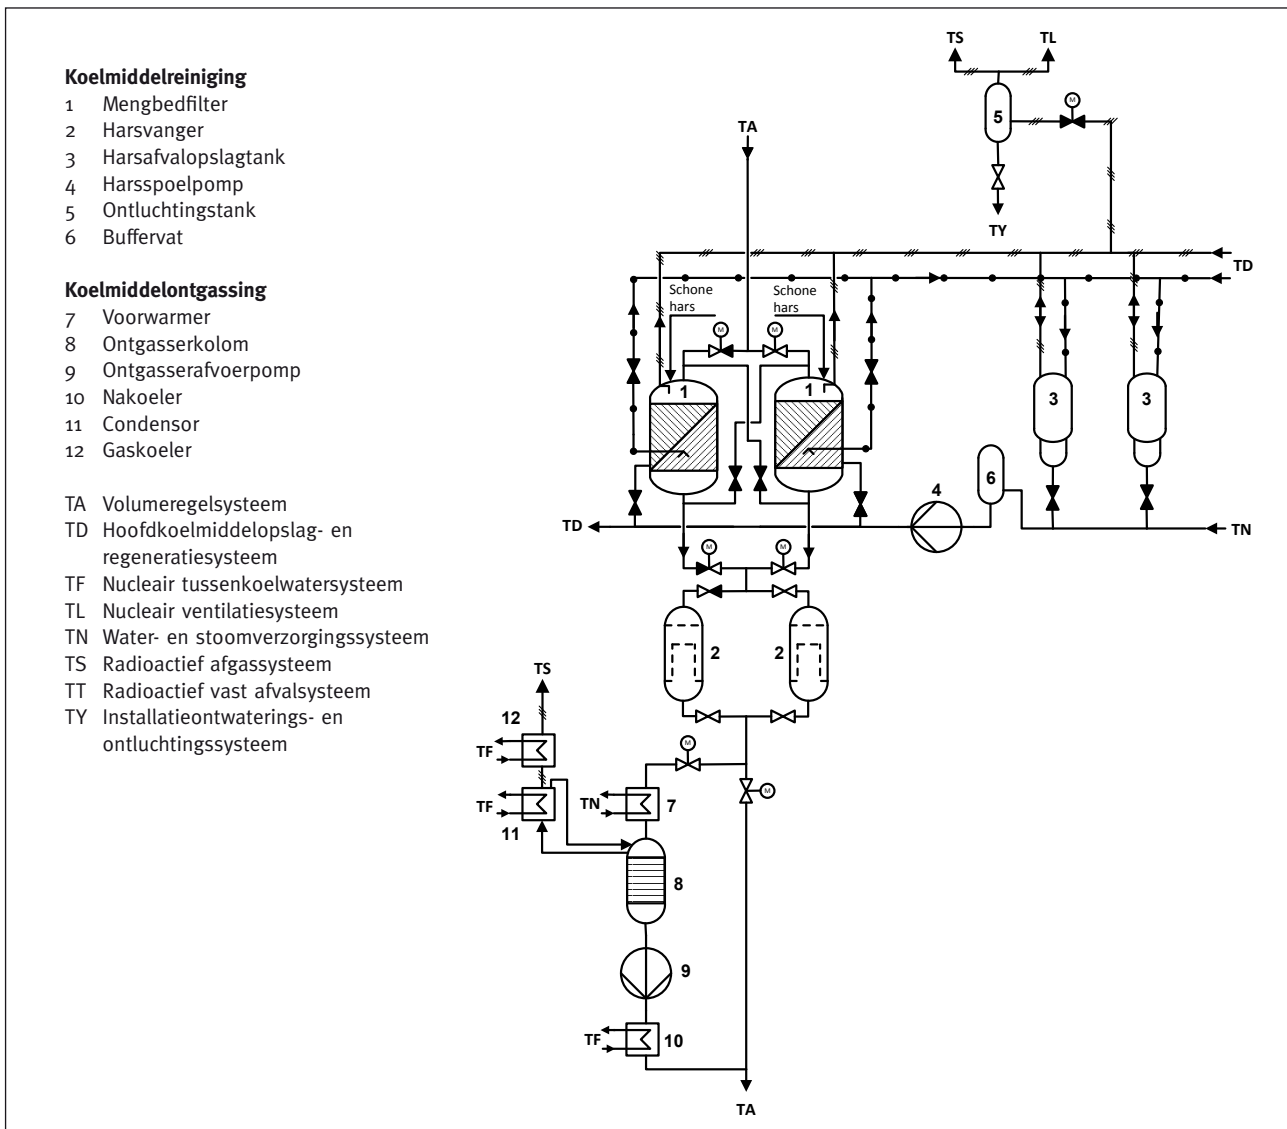 Koelmiddelreiniging
1 Mengbedfilter
2 Harsvanger
3 Harsafvalopslagtank
4 Harsspoelpomp
5 Ontluchtingstank
6 Buffervat
Koelmiddelontgassing
7 Voorwarmer
8 Ontgasserkolom
9 Ontgasserafvoerpomp
10 Nakoeler
11 Condensor
12 Gaskoeler
TA Volumeregelsysteem
TD Hoofdkoelmiddelopslag- en
regeneratiesysteem
TF Nucleair tussenkoelwatersysteem
TL Nucleair ventilatiesysteem
TN Water- en stoomverzorgingssysteem
TS Radioactief afgassysteem
TT Radioactief vast afvalsysteem
TY Installatieontwaterings- en
ontluchtingssysteem
TS TL
M
5
TA
TY
TD
Schone
hars
Schone
hars
M M
1 1
3 3
6
4
TD
TN
M M
2 2
TS
12
TF
M
M
TF
11
TN
7
8
9
TF
10
TA